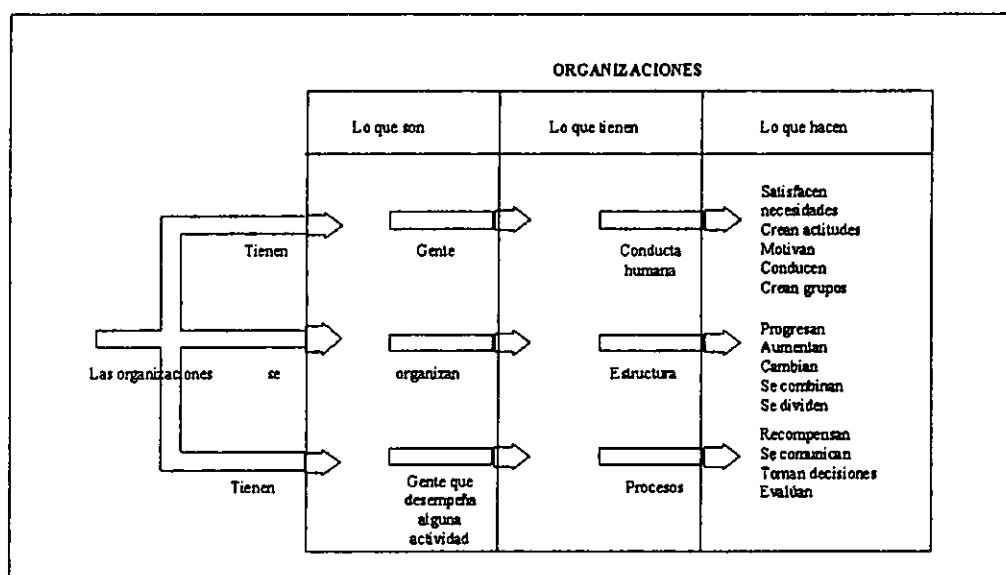 ORGANIZACIONES
Lo que son
Lo que tienen
Lo que hacen
Tienen
Gente
Conducta
humana
Satisfacen
necesidades
Crean actitudes
Motivan
Conducen
Crean grupos
Las organizaciones se organizan
Estructura
Progresan
Aumentan
Cambian
Se combinan
Se dividen
Tienen
Gente que
desempeña
alguna
actividad
Procesos
Recompensan
Se comunican
Toman decisiones
Evalúan